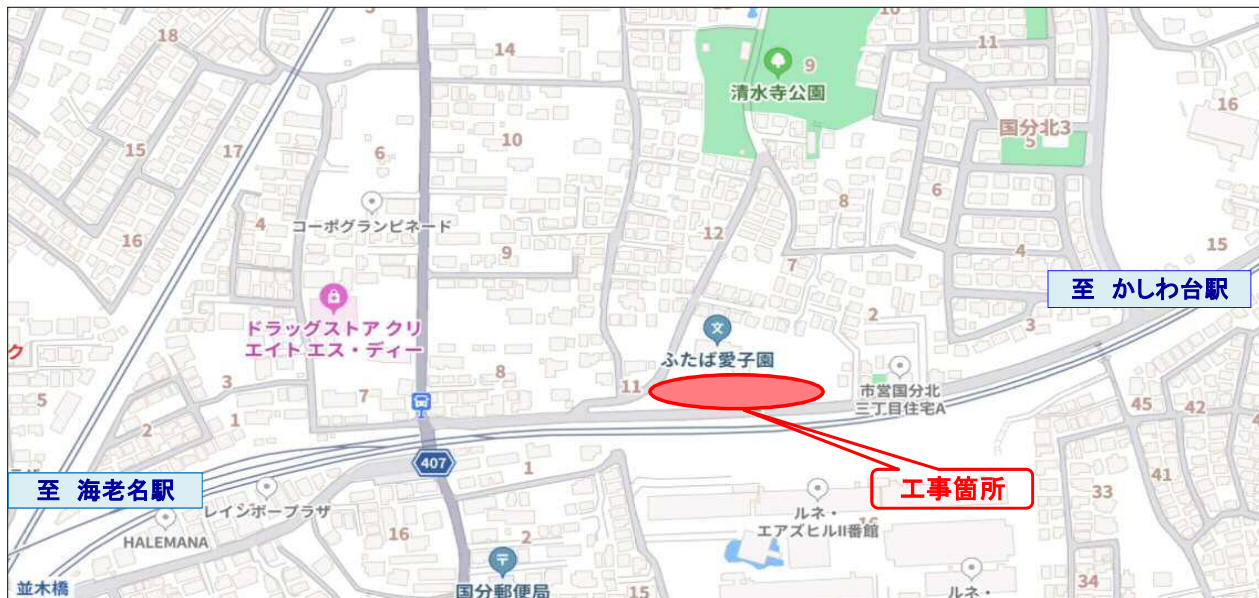 3
10
18
14
11
9
清水寺公園
16
国分北3
5
15
17
6
10
コーポグランピネード
4
8
6
12
9
16
7
4
15
至 かしわ台駅
ドラッグストア クリ
エイト エス・ディー
2
3
ふたば愛子園
ク
5
3
7
8
11
市営国分北
三丁目住宅A
1
2
45
42
407
至 海老名駅
1
41
工事箇所
レインボープラザ
33
ルネ・
エアズヒルII番館
16
HALEMANA
16
2
国分郵便局
15
34
ルネ・
並木橋